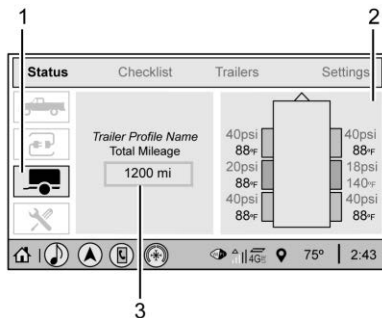 1
2
Status Checklist Trailers Settings
Trailer Profile Name
Total Mileage
1200 mi
40psi 40psi
88°F 88°F
20psi 18psi
88°F 140°F
40psi 40psi
88°F 88°F
4G 75° 2:43
3